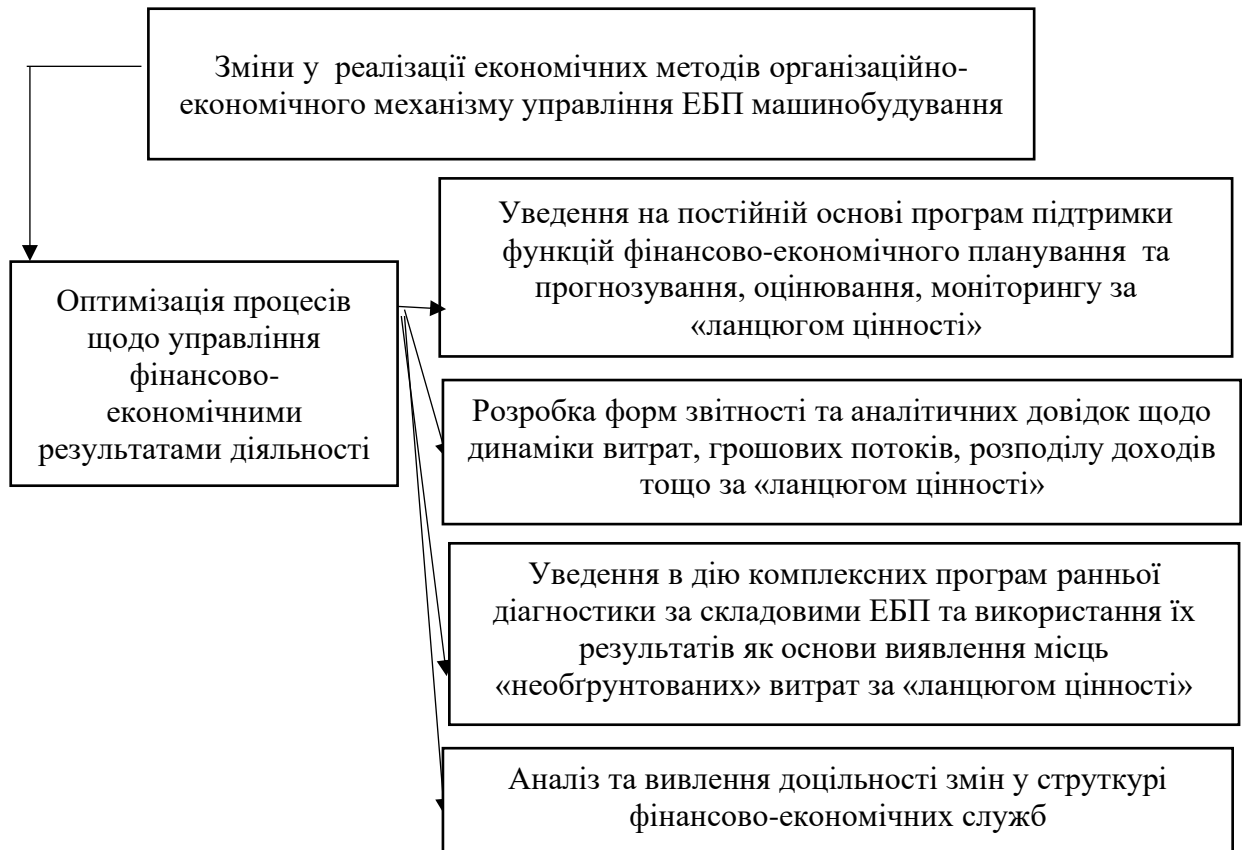 Зміни у реалізації економічних методів організаційно-
економічного механізму управління ЕБП машинобудування
Уведення на постійній основі програм підтримки
функцій фінансово-економічного планування та
прогнозування, оцінювання, моніторингу за
«ланцюгом цінності»
Оптимізація процесів
щодо управління
фінансово-
економічними
результатами діяльності
Розробка форм звітності та аналітичних довідок щодо
динаміки витрат, грошових потоків, розподілу доходів
тощо за «ланцюгом цінності»
Уведення в дію комплексних програм ранньої
діагностики за складовими ЕБП та використання їх
результатів як основи виявлення місць
«необґрунтованих» витрат за «ланцюгом цінності»
Аналіз та вивлення доцільності змін у струткурі
фінансово-економічних служб